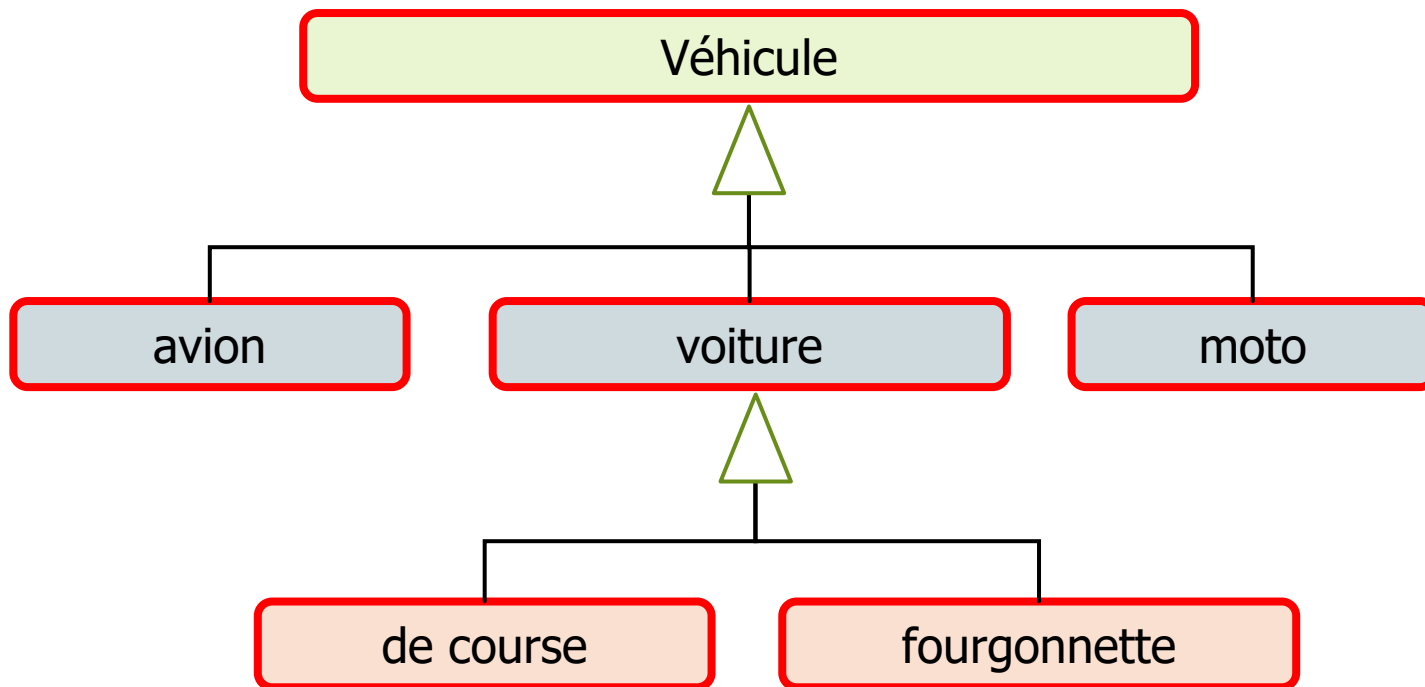 Véhicule
avion
voiture
moto
de course
fourgonnette